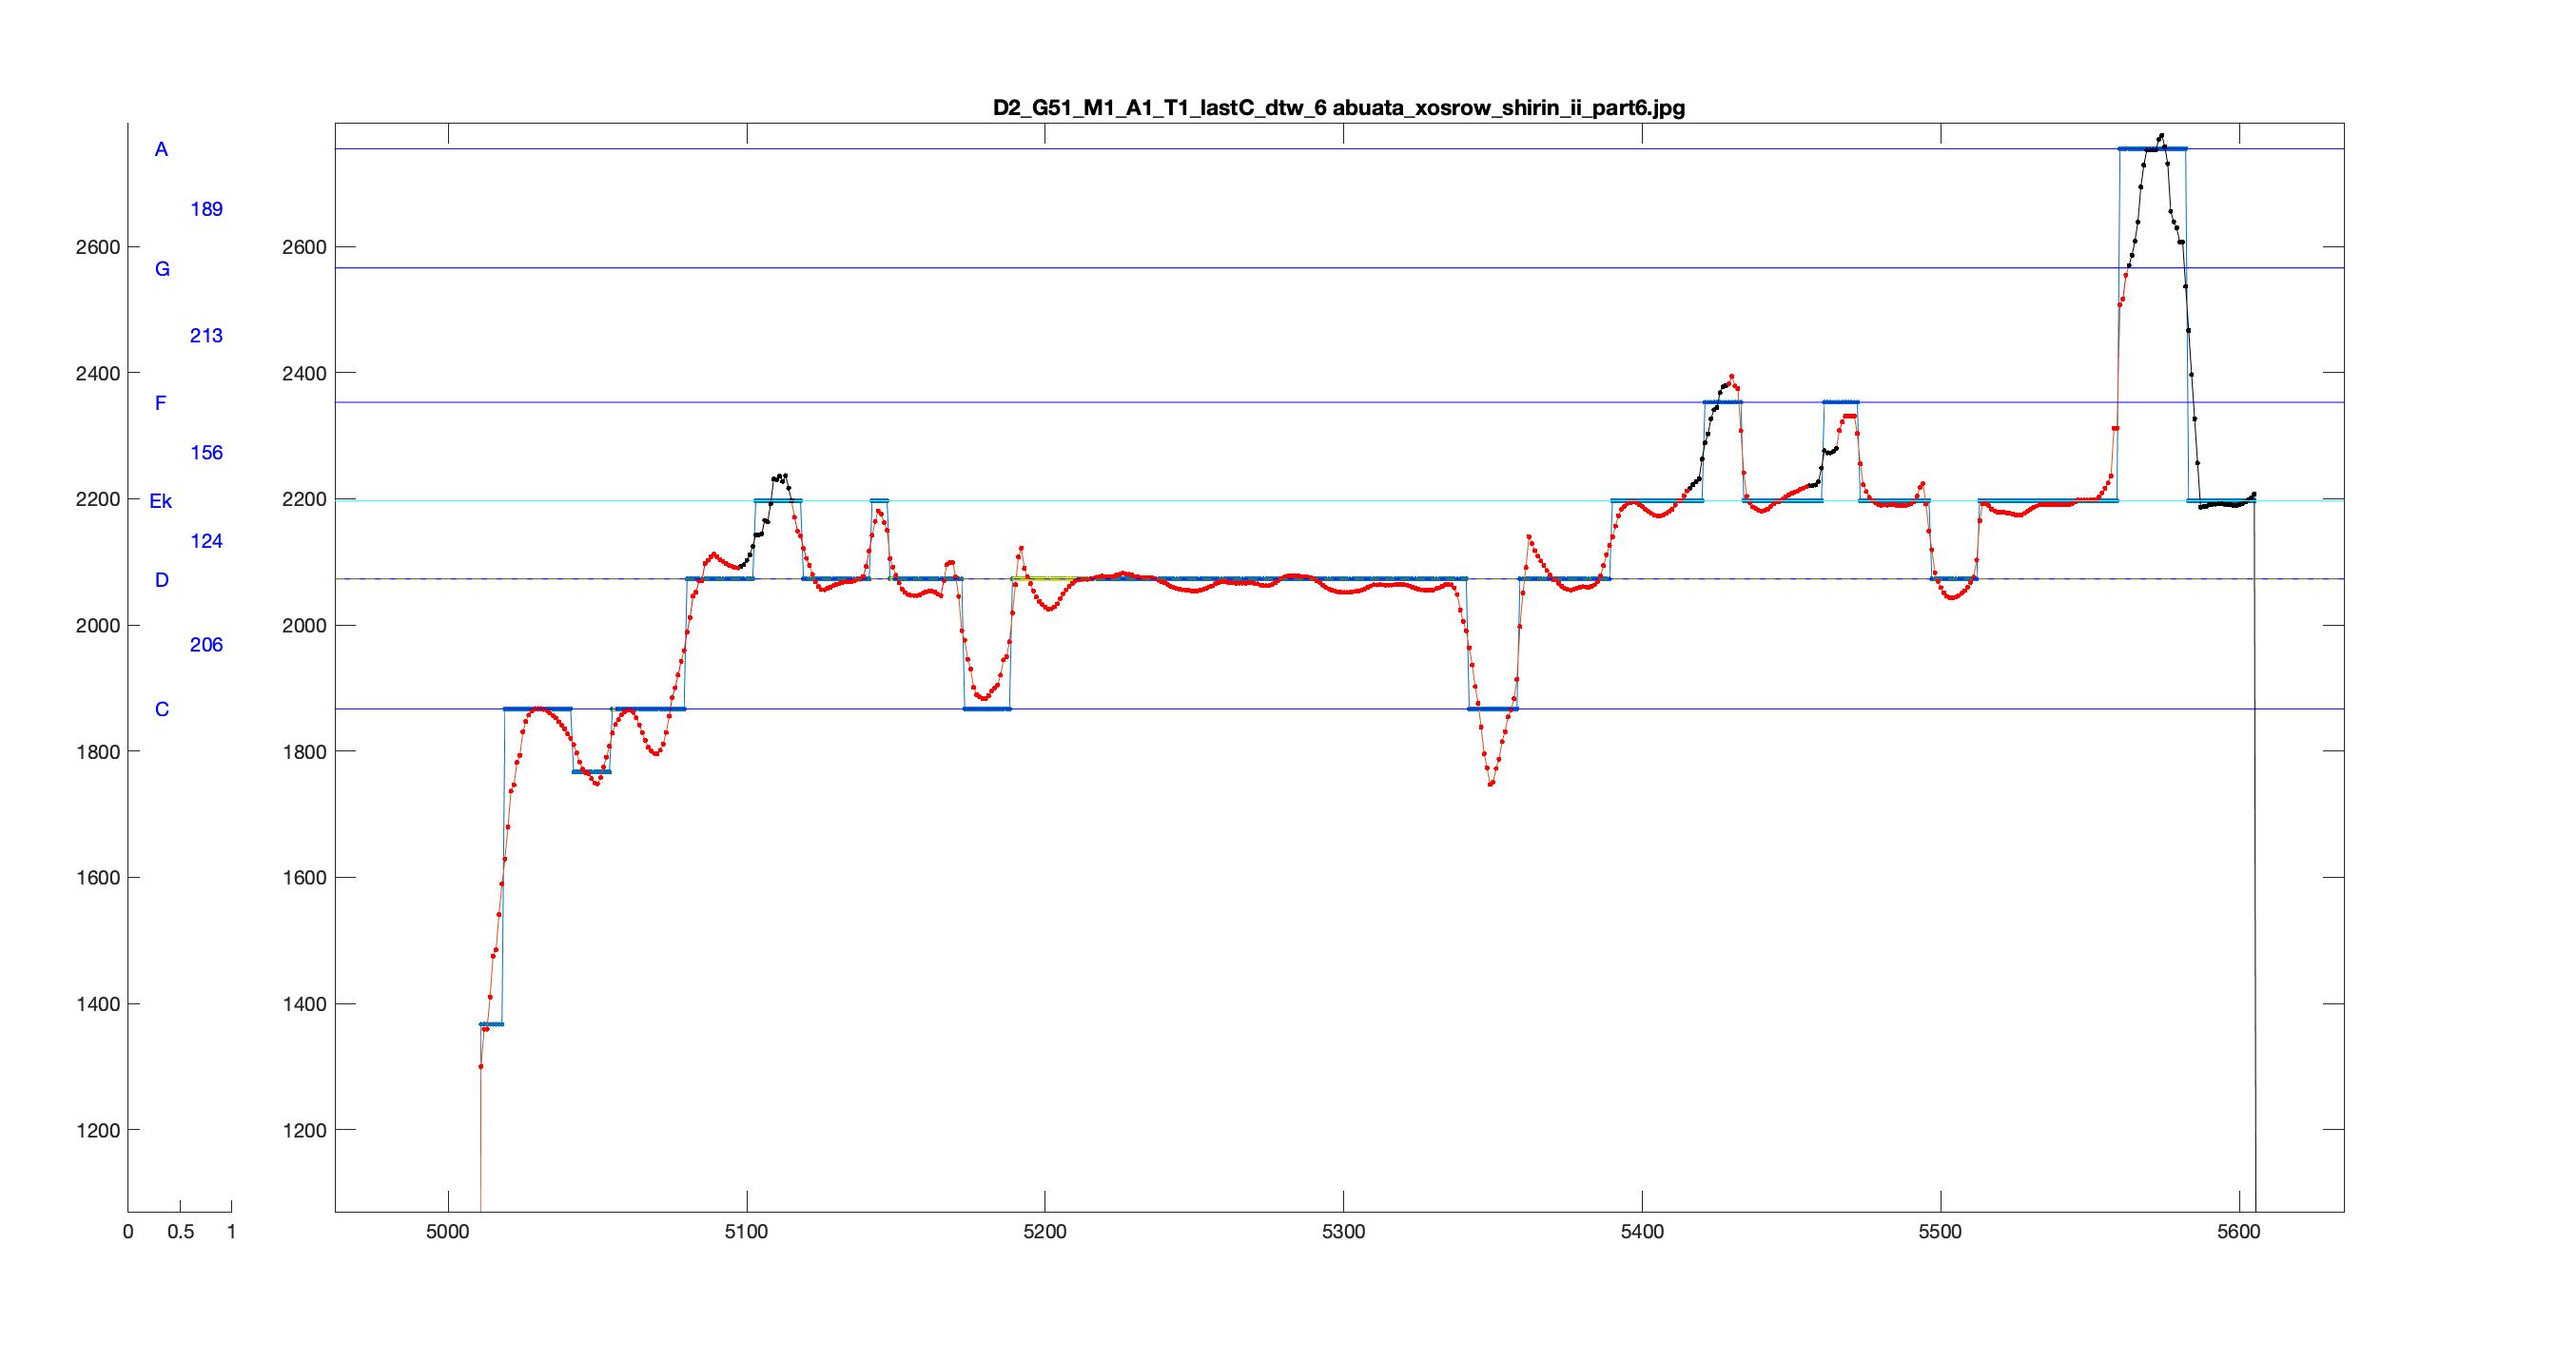 D2_G51_M1_A1_T1_lastC_dtw_6 abuata_xosrow_shirin_ii_part6.jpg
A
189
2600 G 2600
213
2400 F 2400
156
2200 Ek 2200
124
D
2000 2000
206
C
1800 1800
1600 1600
1400 1400
1200 1200
0 0.5 1 5000 5100 5200 5300 5400 5500 5600